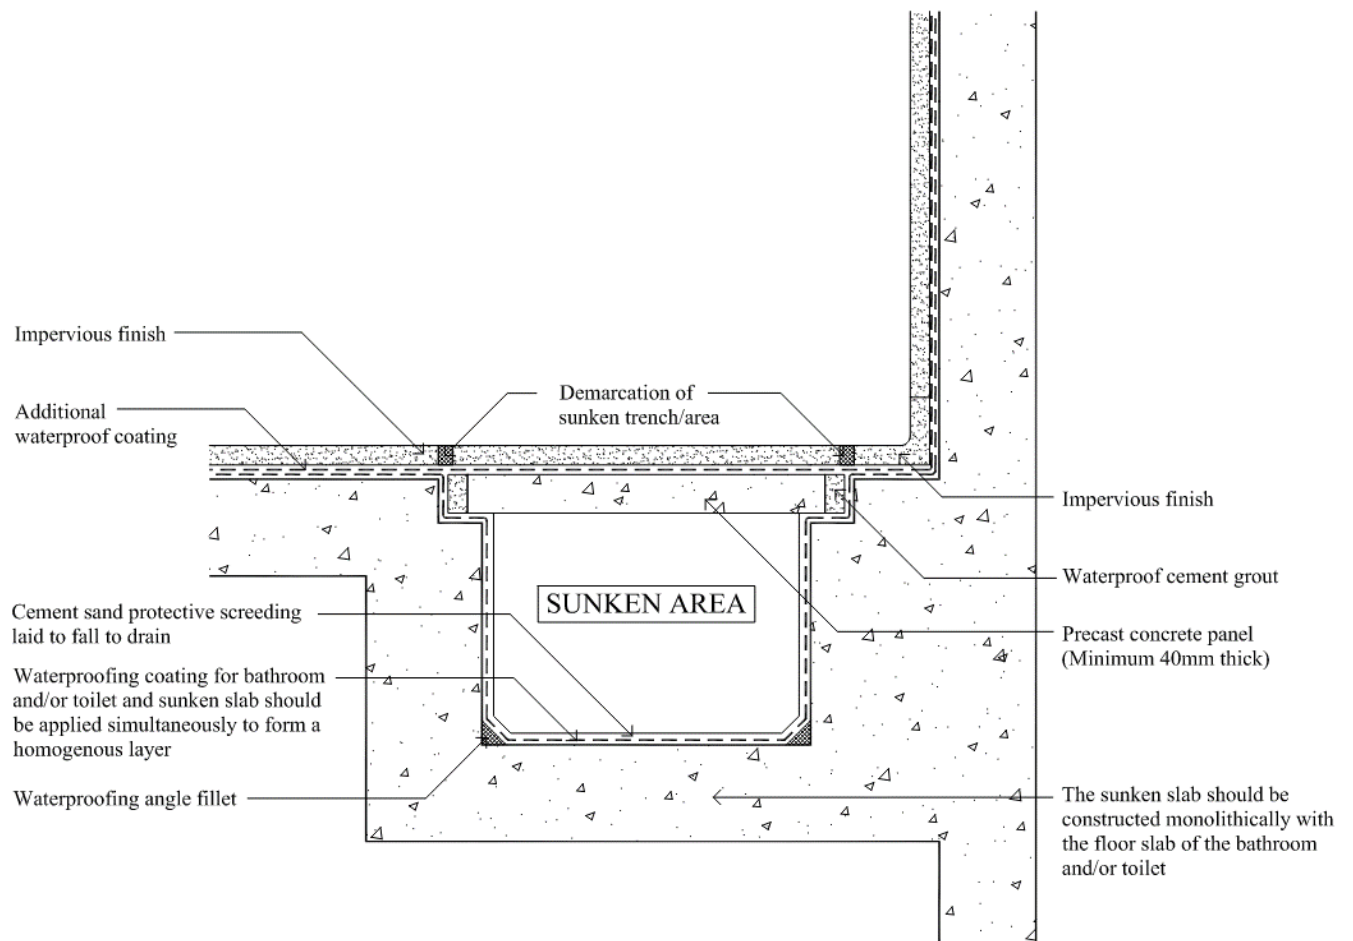 Impervious finish
Additional
waterproof coating
Demarcation of
sunken trench/area
Impervious finish
Waterproof cement grout
SUNKEN AREA
Cement sand protective screeding
laid to fall to drain
Precast concrete panel
(Minimum 40mm thick)
Waterproofing coating for bathroom
and/or toilet and sunken slab should
be applied simultaneously to form a
homogenous layer
Waterproofing angle fillet
The sunken slab should be
constructed monolithically with
the floor slab of the bathroom
and/or toilet